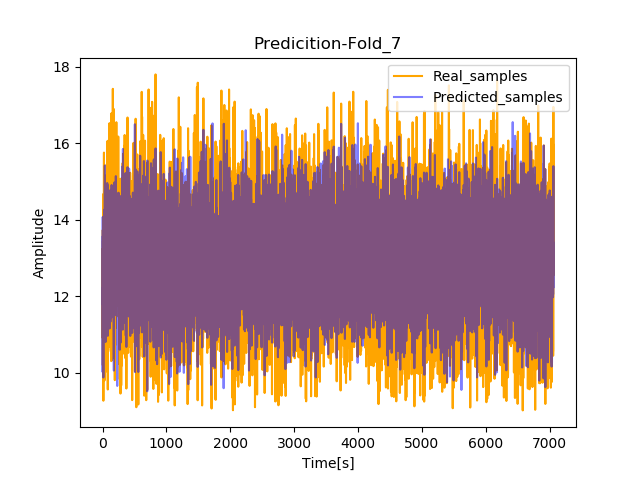 Predicition-Fold_7
Real_samples
Predicted_samples
Amplitude
18
16
14
12
10
0 1000 2000 3000 4000 5000 6000 7000
Time[s]